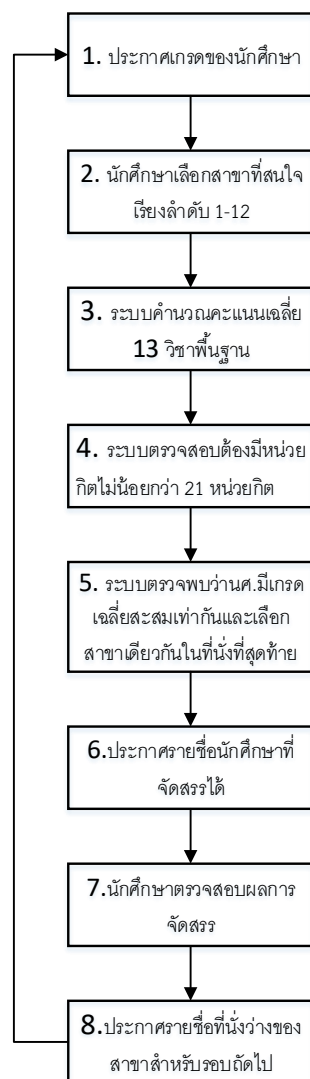 1. ประกาศเกรดของนักศึกษา
2. นักศึกษาเลือกสาขาที่สนใจ
เรียงลำดับ 1-12
3. ระบบคำนวณคะแนนเฉลี่ย
13 วิชาพื้นฐาน
4. ระบบตรวจสอบต้องมีหน่วย
กิตไม่น้อยกว่า 21 หน่วยกิต
5. ระบบตรวจพบว่านศ.มีเกรด
เฉลี่ยสะสมเท่ากันและเลือก
สาขาเดียวกันในที่นั่งที่สุดท้าย
6.ประกาศรายชื่อนักศึกษาที่
จัดสรรได้
7.นักศึกษาตรวจสอบผลการ
จัดสรร
8.ประกาศรายชื่อที่นั่งว่างของ
สาขาสำหรับรอบถัดไป